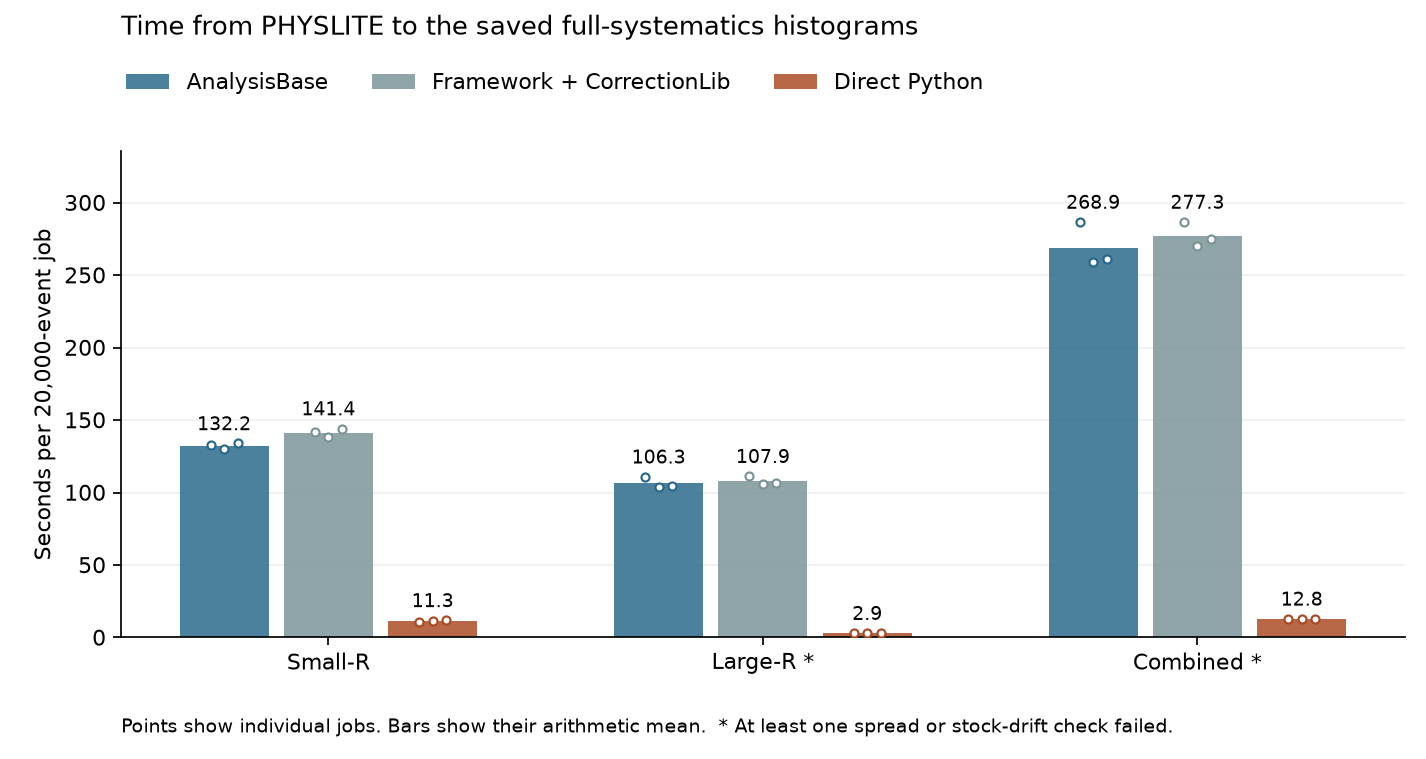 Time from PHYSLITE to the saved full-systematics histograms
AnalysisBase Framework + CorrectionLib Direct Python
Seconds per 20,000-event job
300
250
200
150
100
50
0
132.2 141.4 11.3
106.3 107.9 2.9
268.9 277.3 12.8
Small-R Large-R * Combined *
Points show individual jobs. Bars show their arithmetic mean. * At least one spread or stock-drift check failed.